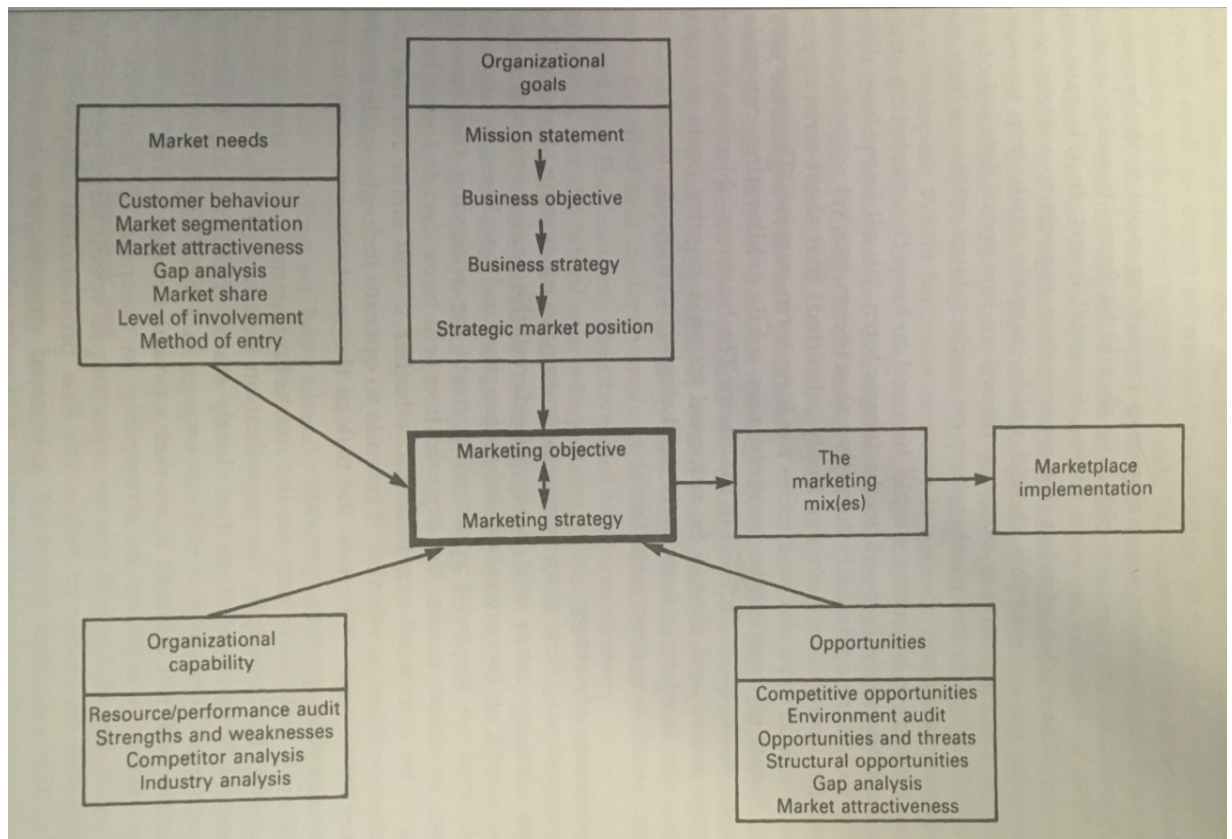 Organizational
goals
Mission statement
Business objective
Business strategy
Strategic market position
Market needs
Customer behaviour
Market segmentation
Market attractiveness
Gap analysis
Market share
Level of involvement
Method of entry
Marketing objective
Marketing strategy
The
marketing
mix(es)
Marketplace
implementation
Organizational
capability
Resource/performance audit
Strengths and weaknesses
Competitor analysis
Industry analysis
Opportunities
Competitive opportunities
Environment audit
Opportunities and threats
Structural opportunities
Gap analysis
Market attractiveness